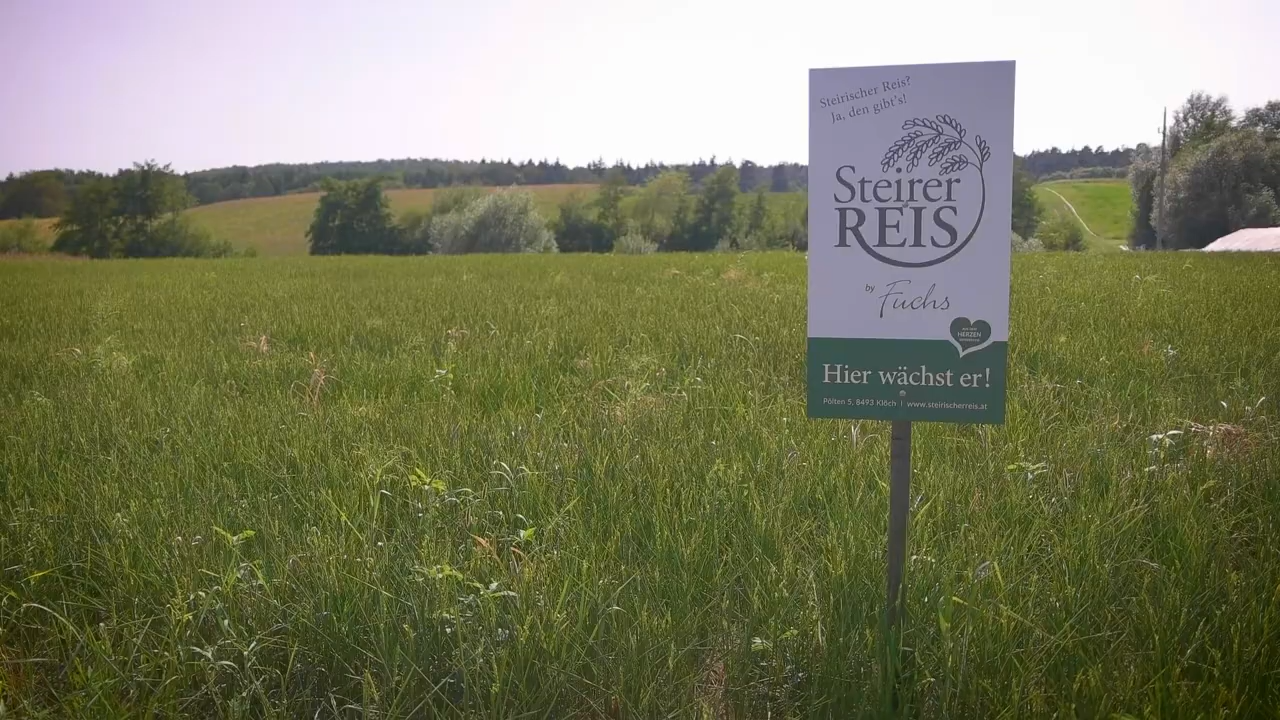 Steirischer Reis?
Ja, den gibt's!
Steirer
REIS
by Fuchs
HERZEN
Hier wächst er!
Pölten 5, 8493 Klöch | www.steirischerreis.at